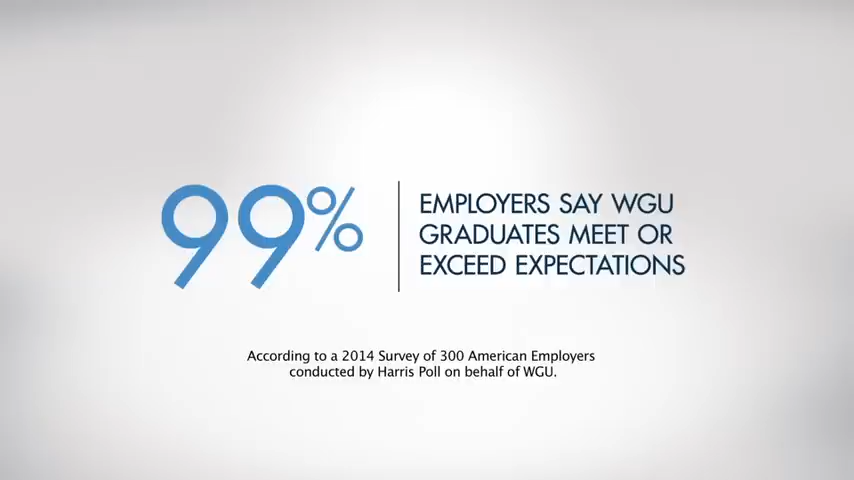 99%
EMPLOYERS SAY WGU
GRADUATES MEET OR
EXCEED EXPECTATIONS
According to a 2014 Survey of 300 American Employers
conducted by Harris Poll on behalf of WGU.